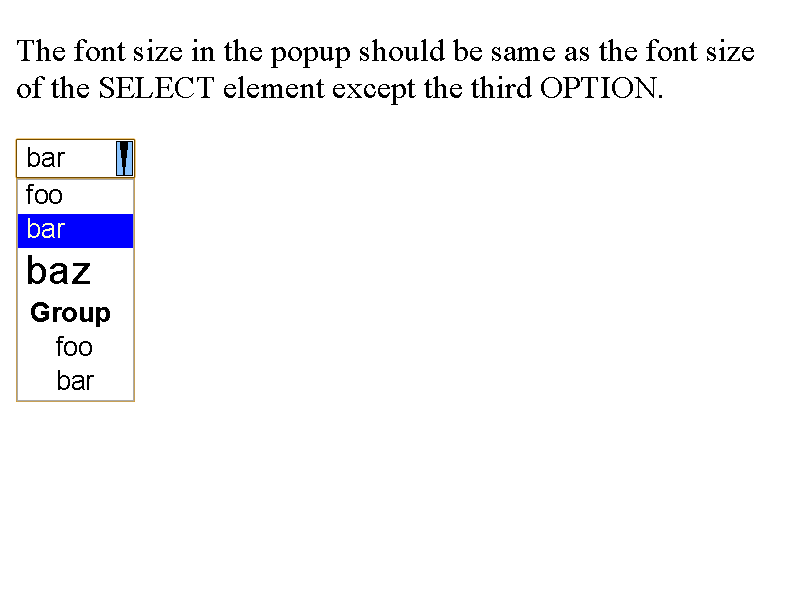 The font size in the popup should be same as the font size
of the SELECT element except the third OPTION.
bar
foo
bar
baz
Group
foo
bar